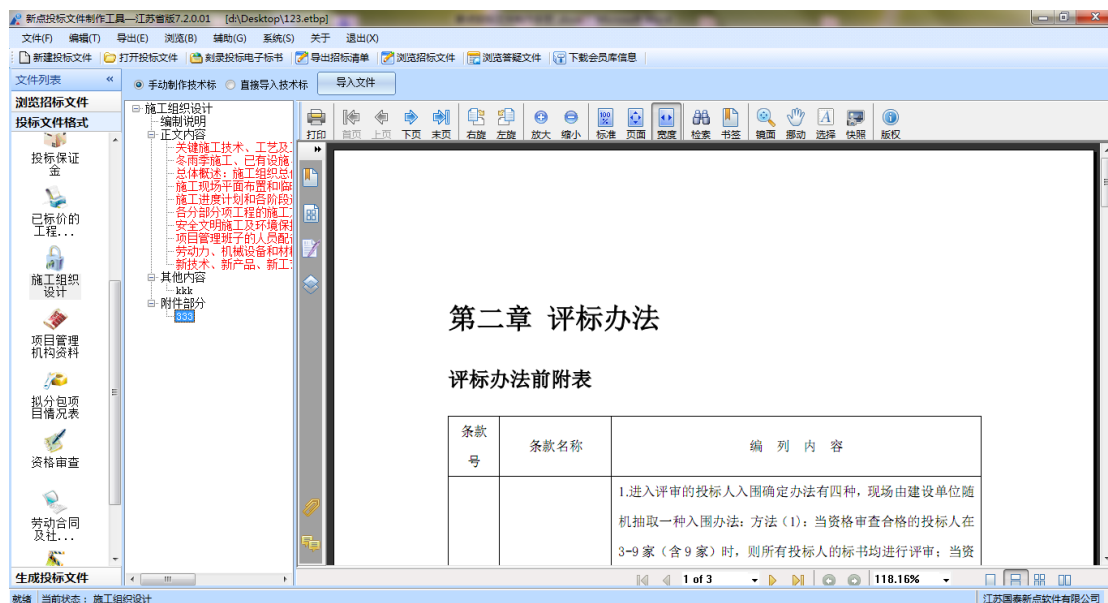 新点投标文件制作工具—江苏省版7.2.0.01 [d:\Desktop\123.etbp]
文件(F) 编辑(T) 导出(E) 浏览(B) 辅助(G) 系统(S) 关于 退出(X)
新建投标文件 打开投标文件 刻录投标电子标书 导出招标清单 浏览招标文件 浏览答疑文件 下载会员库信息
文件列表 «
手动制作技术标 直接导入技术标 导入文件
浏览招标文件
投标文件格式
投标保证
金
已标价的
工程...
施工组织
设计
项目管理
机构资料
拟分包项
目情况表
资格审查
劳动合同
及社...
生成投标文件
施工组织设计
编制说明
正文内容
关键施工技术、工艺及
冬雨季施工、已有设施
总体概述：施工组织总
施工现场平面布置和临
施工进度计划和各阶段
各分部分项工程的施工
安全文明施工及环境保
项目管理班子的人员配
劳动力、机械设备和材
新技术、新产品、新工
其他内容
kkk
附件部分
333
打印 首页 上页 下页 末页 右旋 左旋 放大 缩小 标准 页面 宽度 检索 书签 镜面 挪动 选择 快照 版权
第二章 评标办法
评标办法前附表
条款
号
条款名称
编 列 内 容
1.进入评审的投标人入围确定办法有四种，现场由建设单位随
机抽取一种入围办法：方法（1）：当资格审查合格的投标人在
3-9家（含9家）时，则所有投标人的标书均进行评审；当资
1 of 3 118.16%
就绪 当前状态：施工组织设计 江苏国泰新点软件有限公司